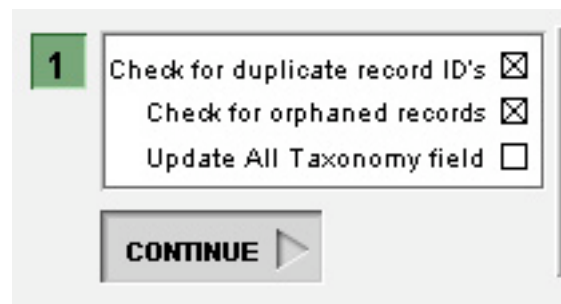 1
Check for duplicate record ID's
Check for orphaned records
Update All Taxonomy field
CONTINUE